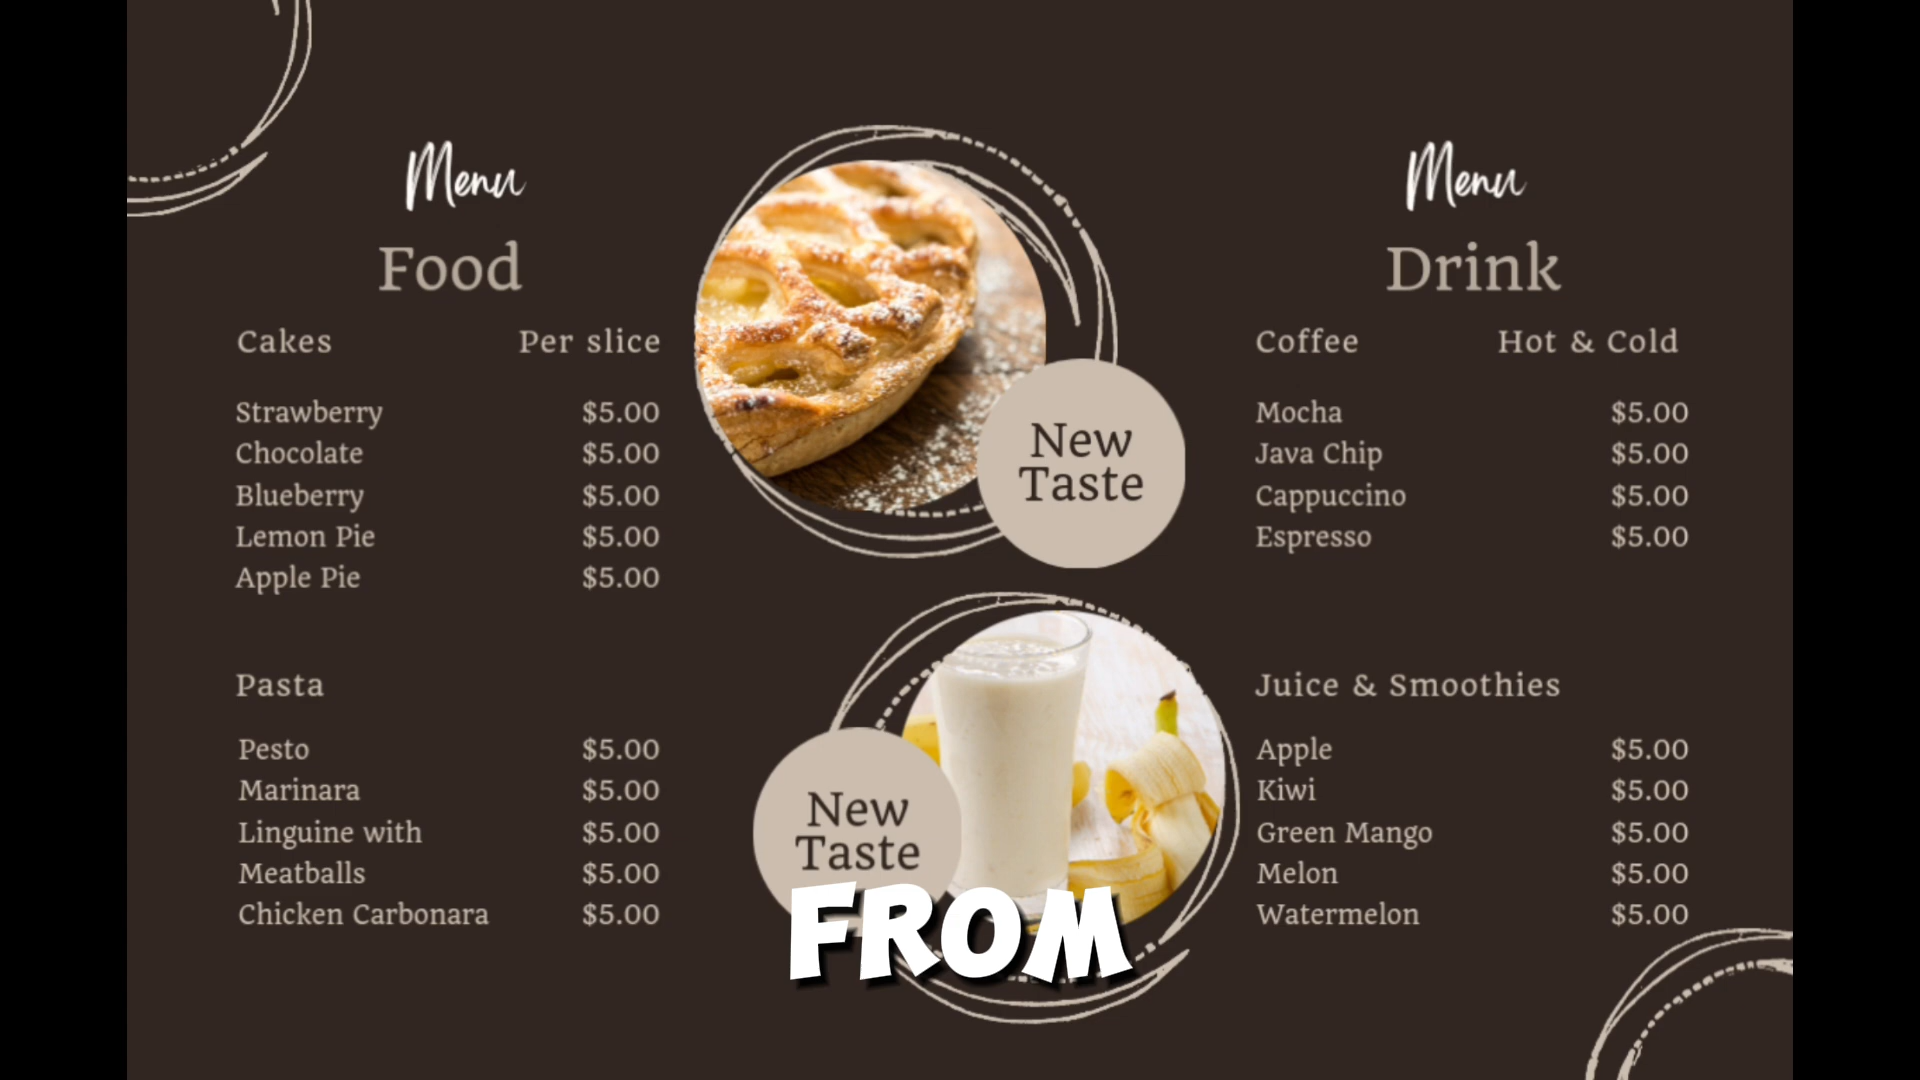 Menu
Food
Cakes Per slice
Strawberry $5.00
Chocolate $5.00
Blueberry $5.00
Lemon Pie $5.00
Apple Pie $5.00
Pasta
Pesto $5.00
Marinara $5.00
Linguine with $5.00
Meatballs $5.00
Chicken Carbonara $5.00
New
Taste
New
Taste
FROM
Menu
Drink
Coffee Hot & Cold
Mocha $5.00
Java Chip $5.00
Cappuccino $5.00
Espresso $5.00
Juice & Smoothies
Apple $5.00
Kiwi $5.00
Green Mango $5.00
Melon $5.00
Watermelon $5.00